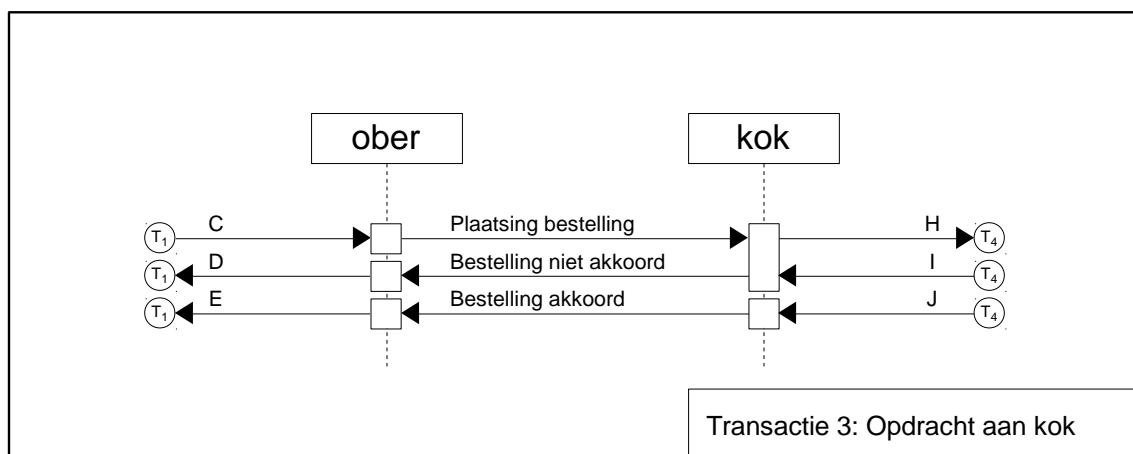 ober kok
C Plaatsing bestelling H
T1 T4
D Bestelling niet akkoord I
T1 T4
E Bestelling akkoord J
T1 T4
Transactie 3: Opdracht aan kok